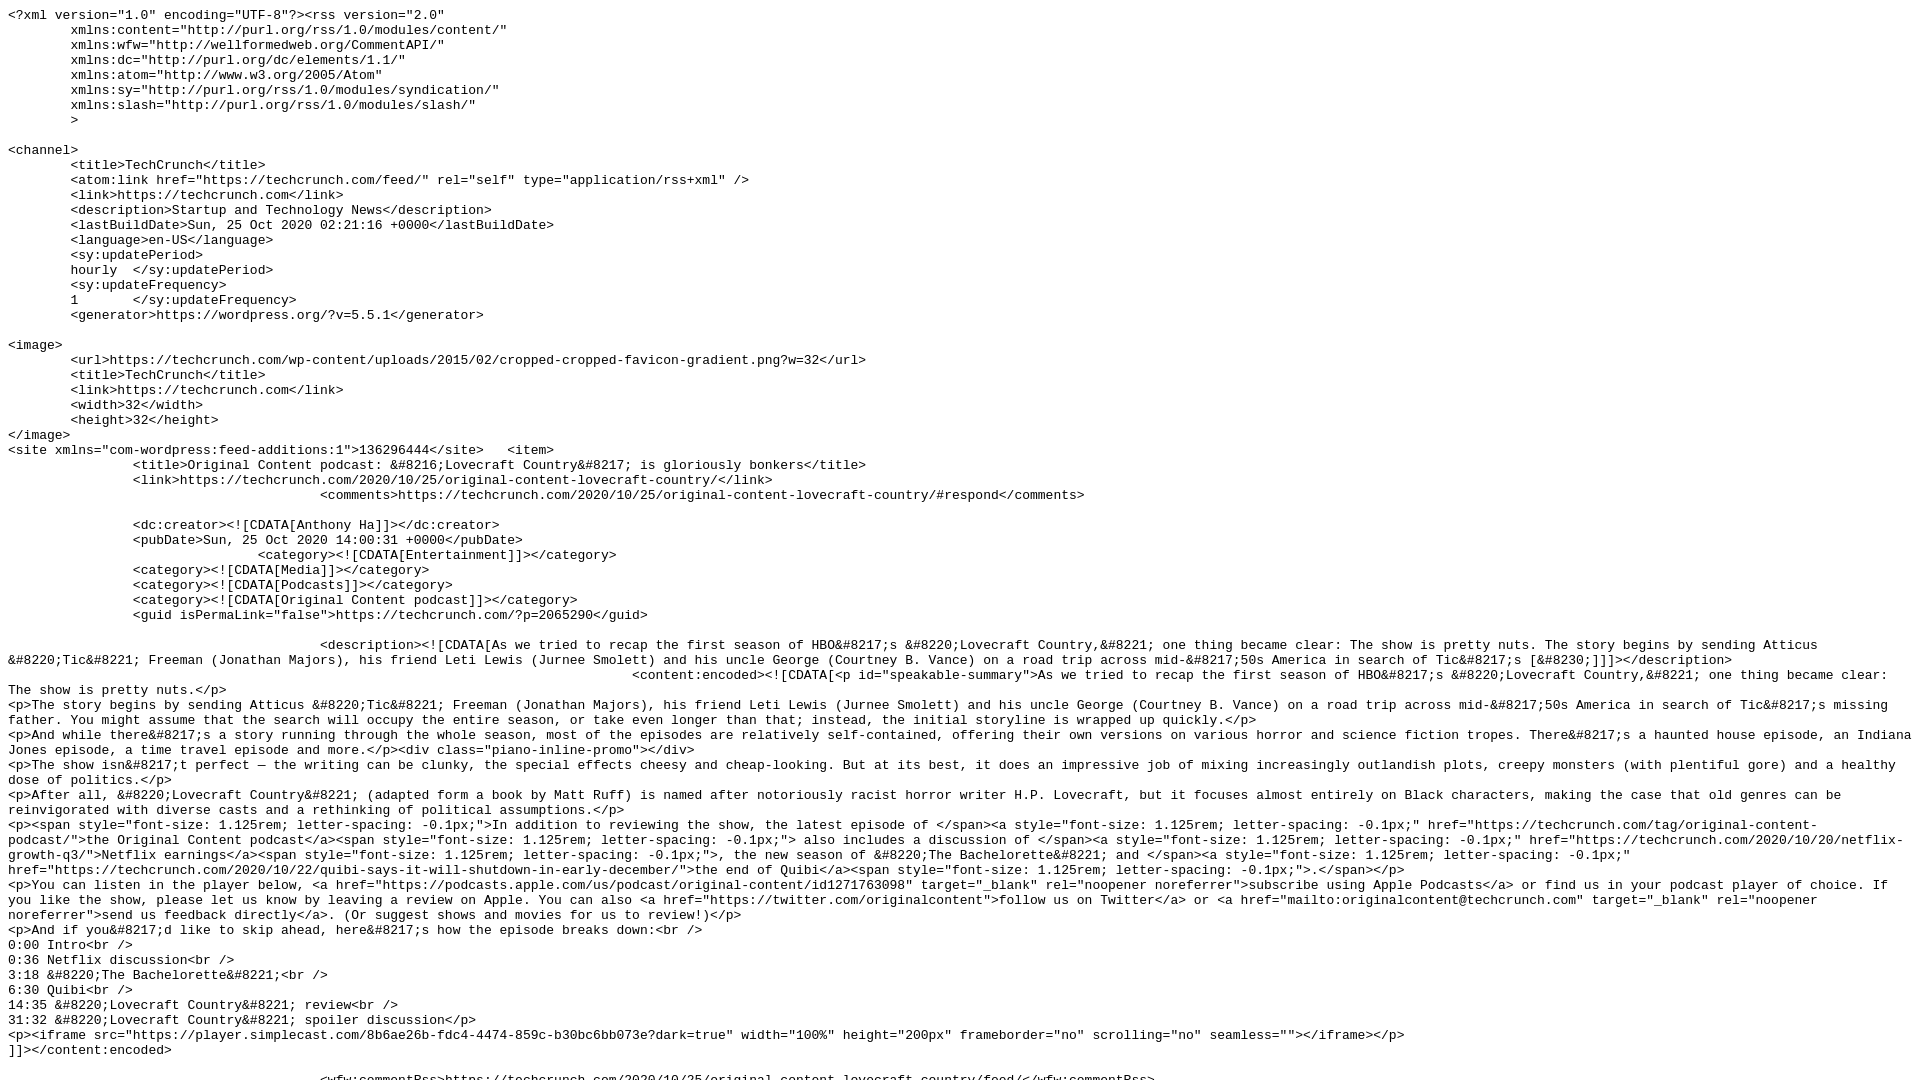 <?xml version="1.0" encoding="UTF-8"?><rss version="2.0"
xmlns:content="http://purl.org/rss/1.0/modules/content/"
xmlns:wfw="http://wellformedweb.org/CommentAPI/"
xmlns:dc="http://purl.org/dc/elements/1.1/"
xmlns:atom="http://www.w3.org/2005/Atom"
xmlns:sy="http://purl.org/rss/1.0/modules/syndication/"
xmlns:slash="http://purl.org/rss/1.0/modules/slash/"
>
<channel>
<title>TechCrunch</title>
<atom:link href="https://techcrunch.com/feed/" rel="self" type="application/rss+xml" />
<link>https://techcrunch.com</link>
<description>Startup and Technology News</description>
<lastBuildDate>Sun, 25 Oct 2020 02:21:16 +0000</lastBuildDate>
<language>en-US</language>
<sy:updatePeriod>
hourly  </sy:updatePeriod>
<sy:updateFrequency>
1       </sy:updateFrequency>
<generator>https://wordpress.org/?v=5.5.1</generator>
<image>
<url>https://techcrunch.com/wp-content/uploads/2015/02/cropped-cropped-favicon-gradient.png?w=32</url>
<title>TechCrunch</title>
<link>https://techcrunch.com</link>
<width>32</width>
<height>32</height>
</image>
<site xmlns="com-wordpress:feed-additions:1">136296444</site>   <item>
<title>Original Content podcast: &#8216;Lovecraft Country&#8217; is gloriously bonkers</title>
<link>https://techcrunch.com/2020/10/25/original-content-lovecraft-country/</link>
<comments>https://techcrunch.com/2020/10/25/original-content-lovecraft-country/#respond</comments>
<dc:creator><![CDATA[Anthony Ha]]></dc:creator>
<pubDate>Sun, 25 Oct 2020 14:00:31 +0000</pubDate>
<category><![CDATA[Entertainment]]></category>
<category><![CDATA[Media]]></category>
<category><![CDATA[Podcasts]]></category>
<category><![CDATA[Original Content podcast]]></category>
<guid isPermaLink="false">https://techcrunch.com/?p=2065290</guid>
<description><![CDATA[As we tried to recap the first season of HBO&#8217;s &#8220;Lovecraft Country,&#8221; one thing became clear: The show is pretty nuts. The story begins by sending Atticus
&#8220;Tic&#8221; Freeman (Jonathan Majors), his friend Leti Lewis (Jurnee Smolett) and his uncle George (Courtney B. Vance) on a road trip across mid-&#8217;50s America in search of Tic&#8217;s [&#8230;]]]></description>
<content:encoded><![CDATA[<p id="speakable-summary">As we tried to recap the first season of HBO&#8217;s &#8220;Lovecraft Country,&#8221; one thing became clear:
The show is pretty nuts.</p>
<p>The story begins by sending Atticus &#8220;Tic&#8221; Freeman (Jonathan Majors), his friend Leti Lewis (Jurnee Smolett) and his uncle George (Courtney B. Vance) on a road trip across mid-&#8217;50s America in search of Tic&#8217;s missing
father. You might assume that the search will occupy the entire season, or take even longer than that; instead, the initial storyline is wrapped up quickly.</p>
<p>And while there&#8217;s a story running through the whole season, most of the episodes are relatively self-contained, offering their own versions on various horror and science fiction tropes. There&#8217;s a haunted house episode, an Indiana
Jones episode, a time travel episode and more.</p><div class="piano-inline-promo"></div>
<p>The show isn&#8217;t perfect — the writing can be clunky, the special effects cheesy and cheap-looking. But at its best, it does an impressive job of mixing increasingly outlandish plots, creepy monsters (with plentiful gore) and a healthy
dose of politics.</p>
<p>After all, &#8220;Lovecraft Country&#8221; (adapted form a book by Matt Ruff) is named after notoriously racist horror writer H.P. Lovecraft, but it focuses almost entirely on Black characters, making the case that old genres can be
reinvigorated with diverse casts and a rethinking of political assumptions.</p>
<p><span style="font-size: 1.125rem; letter-spacing: -0.1px;">In addition to reviewing the show, the latest episode of </span><a style="font-size: 1.125rem; letter-spacing: -0.1px;" href="https://techcrunch.com/tag/original-content-
podcast/">the Original Content podcast</a><span style="font-size: 1.125rem; letter-spacing: -0.1px;"> also includes a discussion of </span><a style="font-size: 1.125rem; letter-spacing: -0.1px;" href="https://techcrunch.com/2020/10/20/netflix-
growth-q3/">Netflix earnings</a><span style="font-size: 1.125rem; letter-spacing: -0.1px;">, the new season of &#8220;The Bachelorette&#8221; and </span><a style="font-size: 1.125rem; letter-spacing: -0.1px;"
href="https://techcrunch.com/2020/10/22/quibi-says-it-will-shutdown-in-early-december/">the end of Quibi</a><span style="font-size: 1.125rem; letter-spacing: -0.1px;">.</span></p>
<p>You can listen in the player below, <a href="https://podcasts.apple.com/us/podcast/original-content/id1271763098" target="_blank" rel="noopener noreferrer">subscribe using Apple Podcasts</a> or find us in your podcast player of choice. If
you like the show, please let us know by leaving a review on Apple. You can also <a href="https://twitter.com/originalcontent">follow us on Twitter</a> or <a href="mailto:originalcontent@techcrunch.com" target="_blank" rel="noopener
noreferrer">send us feedback directly</a>. (Or suggest shows and movies for us to review!)</p>
<p>And if you&#8217;d like to skip ahead, here&#8217;s how the episode breaks down:<br />
0:00 Intro<br />
0:36 Netflix discussion<br />
3:18 &#8220;The Bachelorette&#8221;<br />
6:30 Quibi<br />
14:35 &#8220;Lovecraft Country&#8221; review<br />
31:32 &#8220;Lovecraft Country&#8221; spoiler discussion</p>
<p><iframe src="https://player.simplecast.com/8b6ae26b-fdc4-4474-859c-b30bc6bb073e?dark=true" width="100%" height="200px" frameborder="no" scrolling="no" seamless=""></iframe></p>
]]></content:encoded>
<wfw:commentRss>https://techcrunch.com/2020/10/25/original-content-lovecraft-country/feed/</wfw:commentRss>